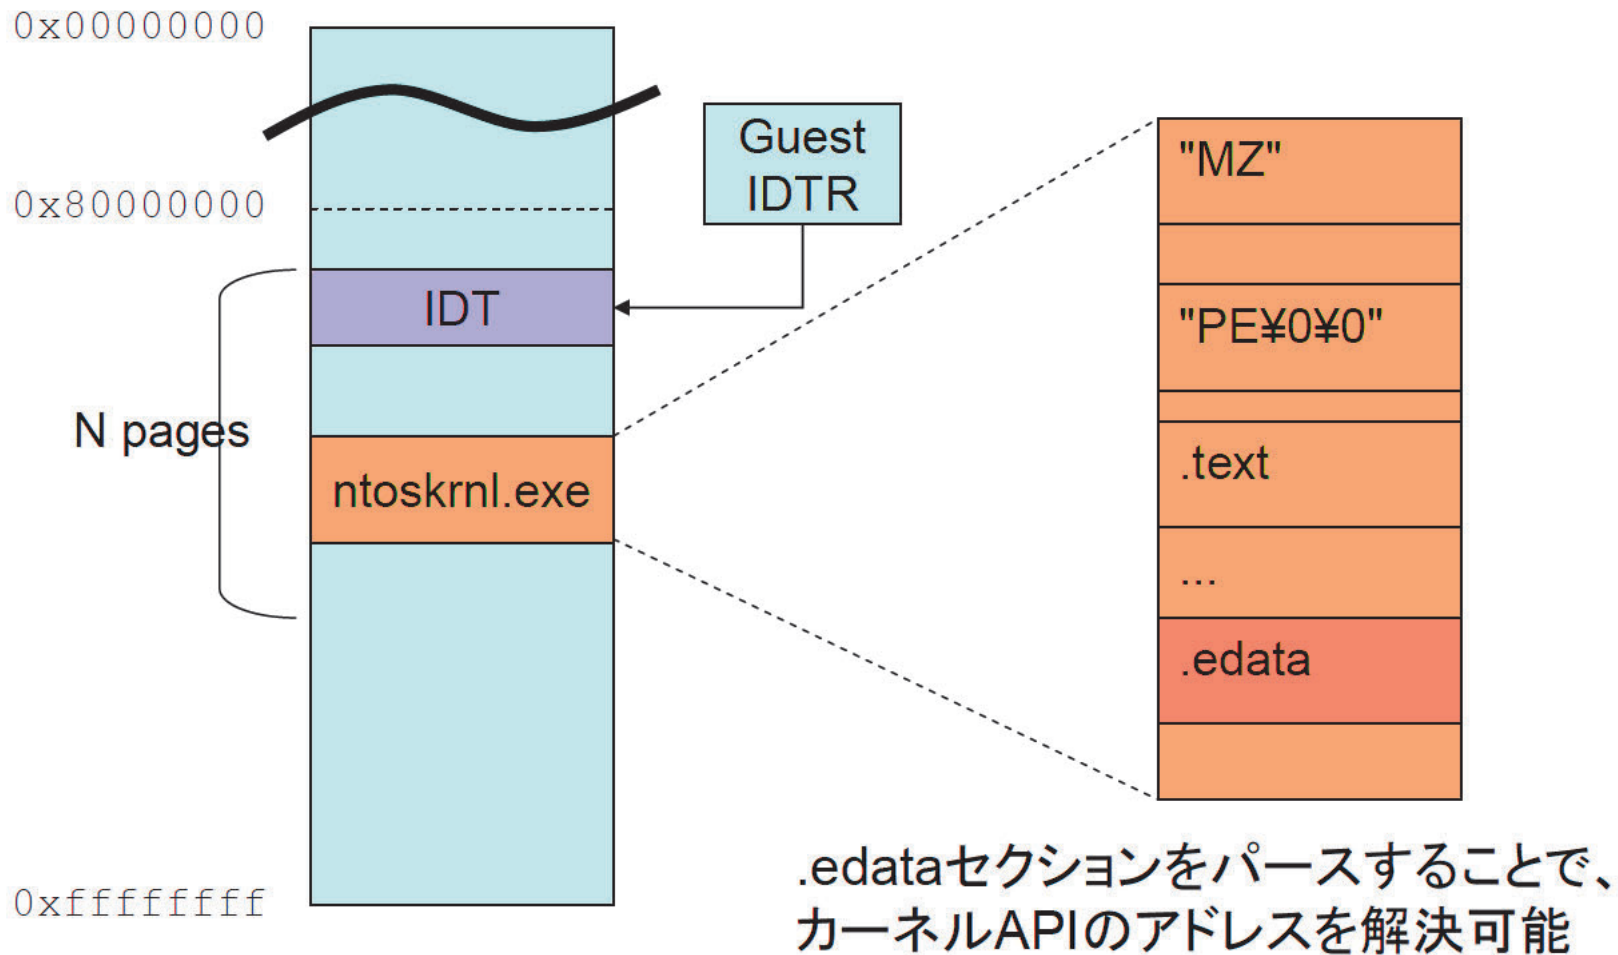 0x00000000
0x80000000
0xffffffff
N pages
IDT
ntoskrnl.exe
Guest
IDTR
"MZ"
"PE¥0¥0"
.text
...
.edata
.edataセクションをパースすることで、
カーネルAPIのアドレスを解決可能